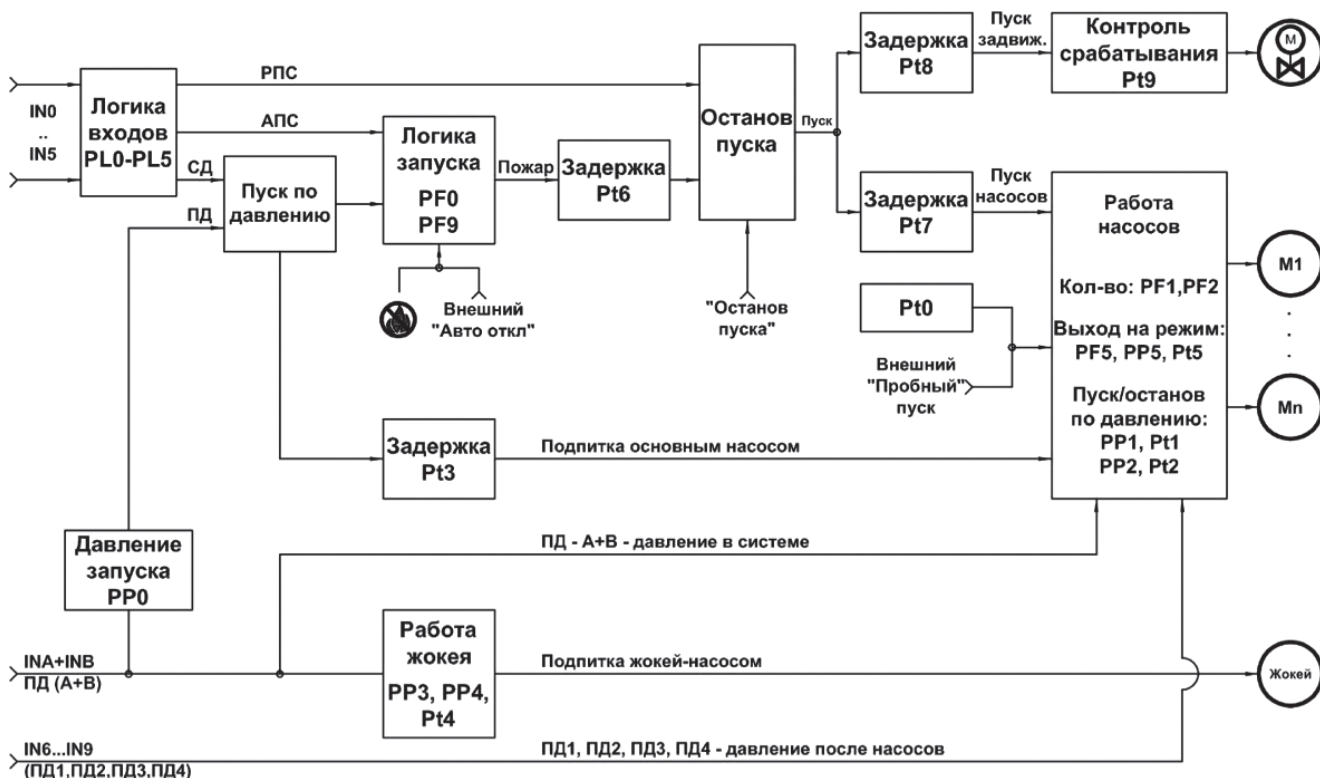 IN0
..
IN5
Логика
входов
PL0-PL5
РПС
АПС
СД
ПД
Пуск по
давлению
Логика
запуска
PF0
PF9
Внешний
"Авто откл"
Пожар
Задержка
Pt6
Останов
пуска
"Останов
пуска"
Пуск
Задержка
Pt8
Пуск
задвиж.
Контроль
срабатывания
Pt9
М
Задержка
Pt7
Пуск
насосов
Pt0
Внешний
"Пробный"
пуск
Работа
насосов
Кол-во: PF1,PF2
Выход на режим:
PF5, PP5, Pt5
Пуск/останов
по давлению:
PP1, Pt1
PP2, Pt2
М1
.
.
.
Мn
Задержка
Pt3
Подпитка основным насосом
Давление
запуска
PP0
ПД - А+В - давление в системе
INA+INB
ПД (А+В)
Работа
жокея
PP3, PP4,
Pt4
Подпитка жокей-насосом
Жокей
IN6...IN9
(ПД1,ПД2,ПД3,ПД4)
ПД1, ПД2, ПД3, ПД4 - давление после насосов